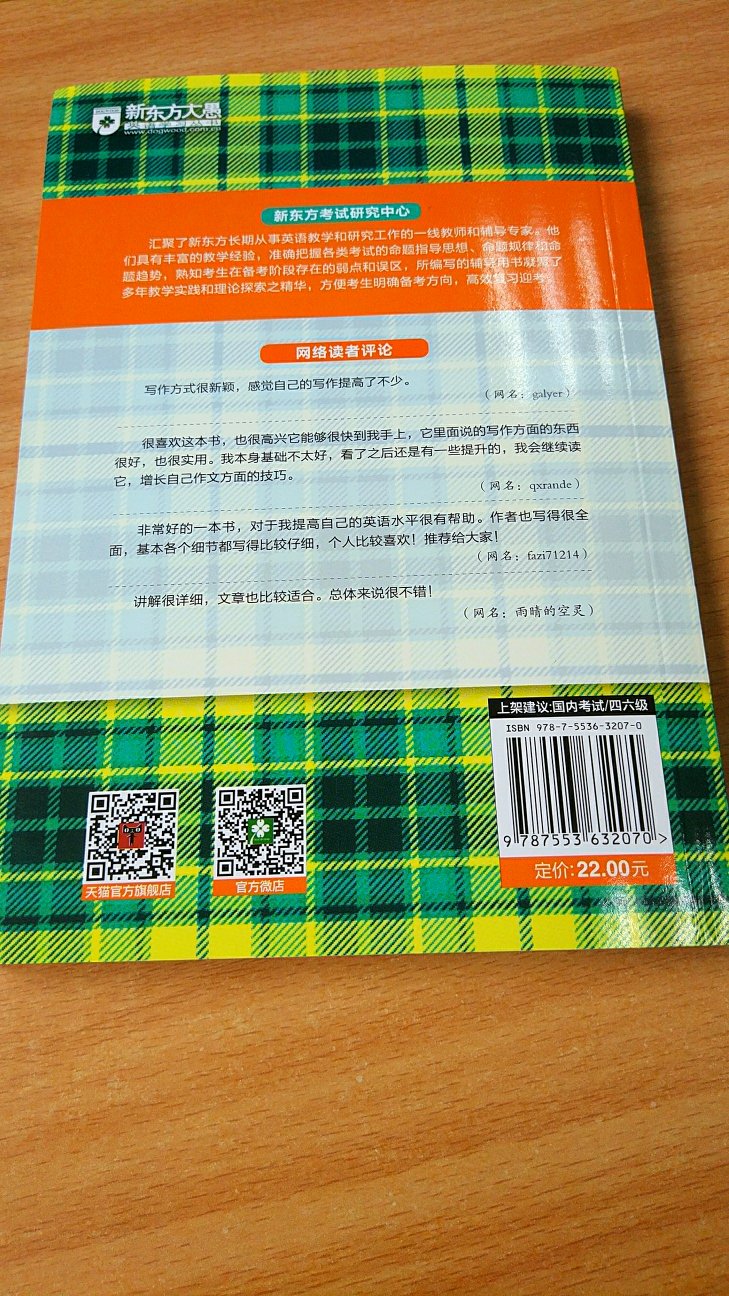 新东方大愚
英语学习丛书
www.dogwood.com.cn
新东方考试研究中心
汇聚了新东方长期从事英语教学和研究工作的一线教师和辅导专家。他
们具有丰富的教学经验，准确把握各类考试的命题指导思想、命题规律和命
题趋势，熟知考生在备考阶段存在的弱点和误区，所编写的辅导用书凝聚了
多年教学实践和理论探索之精华，方便考生明确备考方向，高效复习迎考。
网络读者评论
写作方式很新颖，感觉自己的写作提高了不少。
（网名：galyer）
很喜欢这本书，也很高兴它能够很快到我手上，它里面说的写作方面的东西
很好，也很实用。我本身基础不太好，看了之后还是有一些提升的，我会继续读
它，增长自己作文方面的技巧。
（网名：qxrande）
非常好的一本书，对于我提高自己的英语水平很有帮助。作者也写得很全
面，基本各个细节都写得比较仔细，个人比较喜欢！推荐给大家！
（网名：fazi71214）
讲解很详细，文章也比较适合。总体来说很不错！
（网名：雨晴的空灵）
上架建议:国内考试/四六级
ISBN 978-7-5536-3207-0
9 787553 632070 >
定价:22.00元
天猫官方旗舰店
官方微店